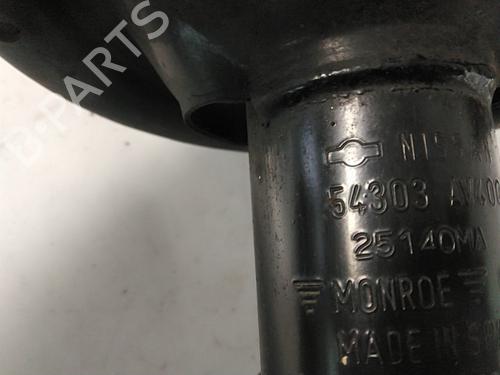 NISSAN
54303 AV40
25140MA
MONROE
MADE IN
B-PARTS